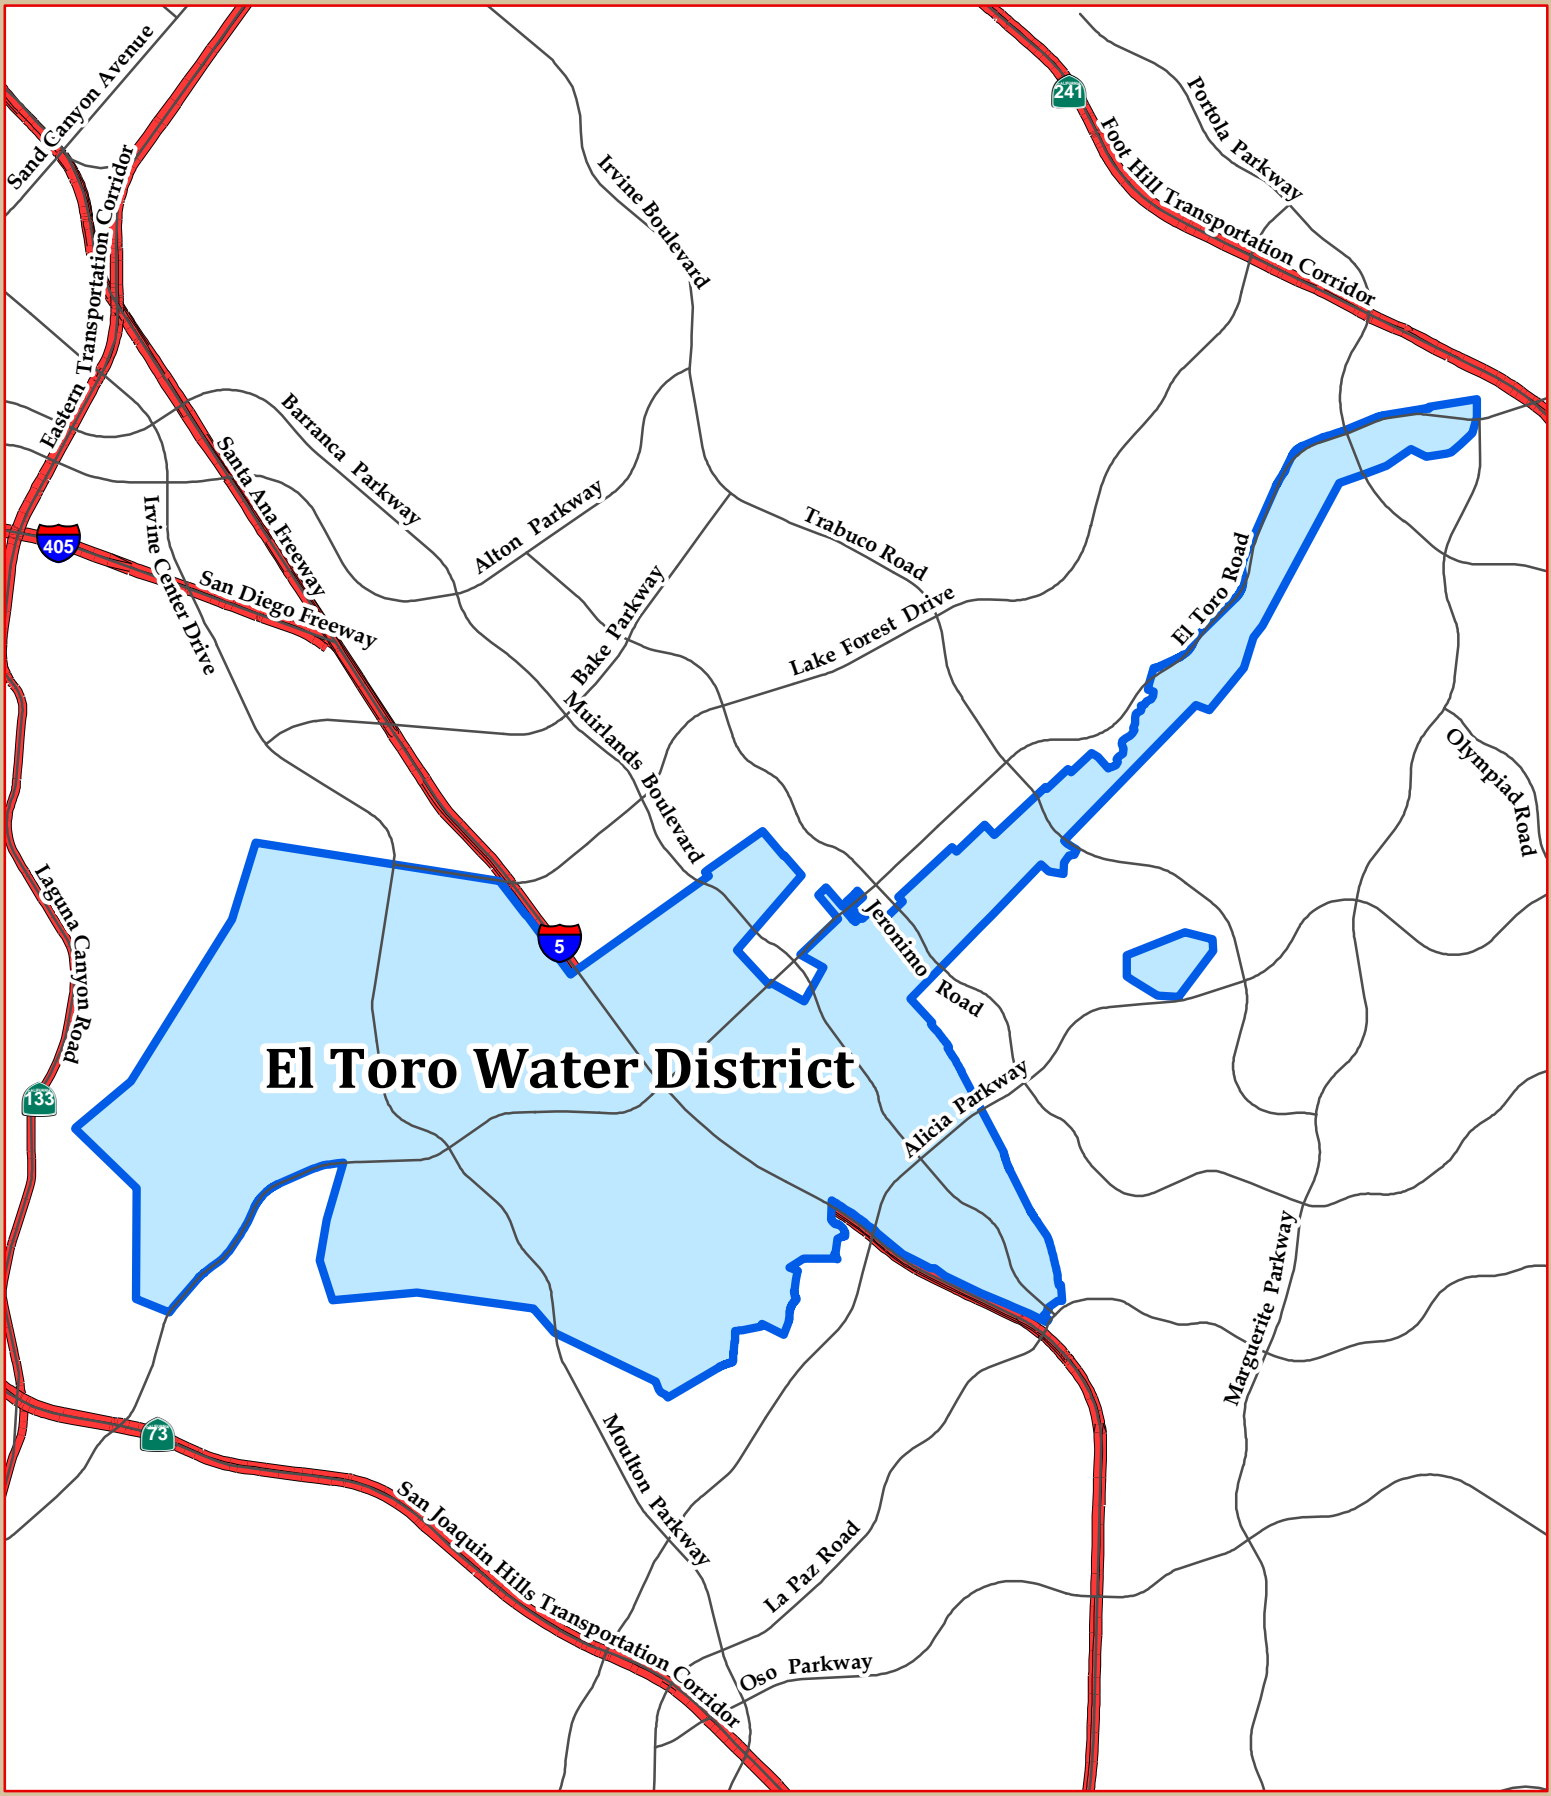 Sand Canyon Avenue
241
Portola Parkway
Foot Hill Transportation Corridor
Irvine Boulevard
Eastern Transportation Corridor
Barranca Parkway
Santa Ana Freeway
Alton Parkway
Trabuco Road
405
Irvine Center Drive
San Diego Freeway
Bake Parkway
Lake Forest Drive
El Toro Road
Muirlands Boulevard
Olympiad Road
Laguna Canyon Road
5
Jeronimo Road
El Toro Water District
133
Alicia Parkway
Marguerite Parkway
73
Moulton Parkway
San Joaquin Hills Transportation Corridor
La Paz Road
Oso Parkway